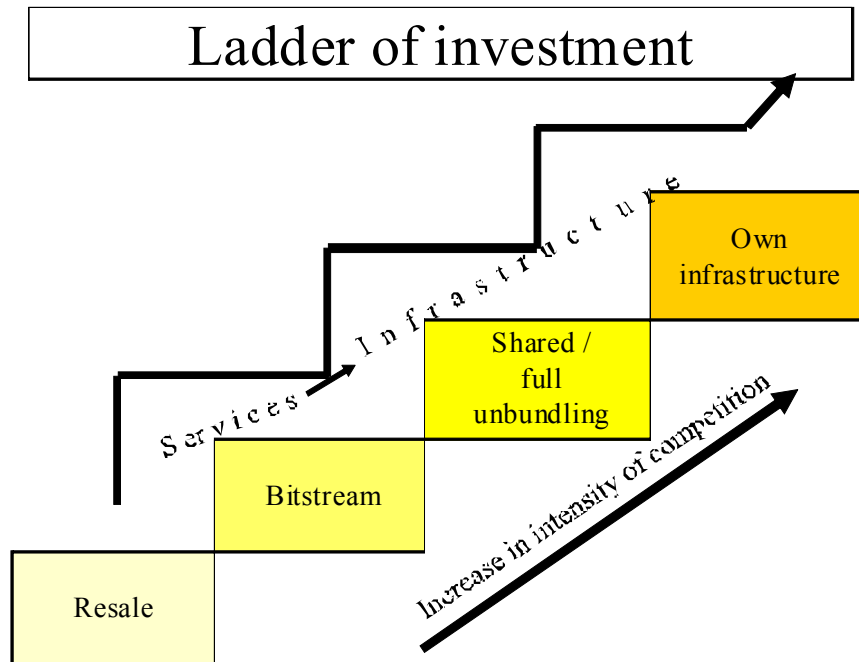 Ladder of investment
Services
Infrastructure
Own
infrastructure
Shared /
full
unbundling
Bitstream
Resale
Increase in intensity of competition